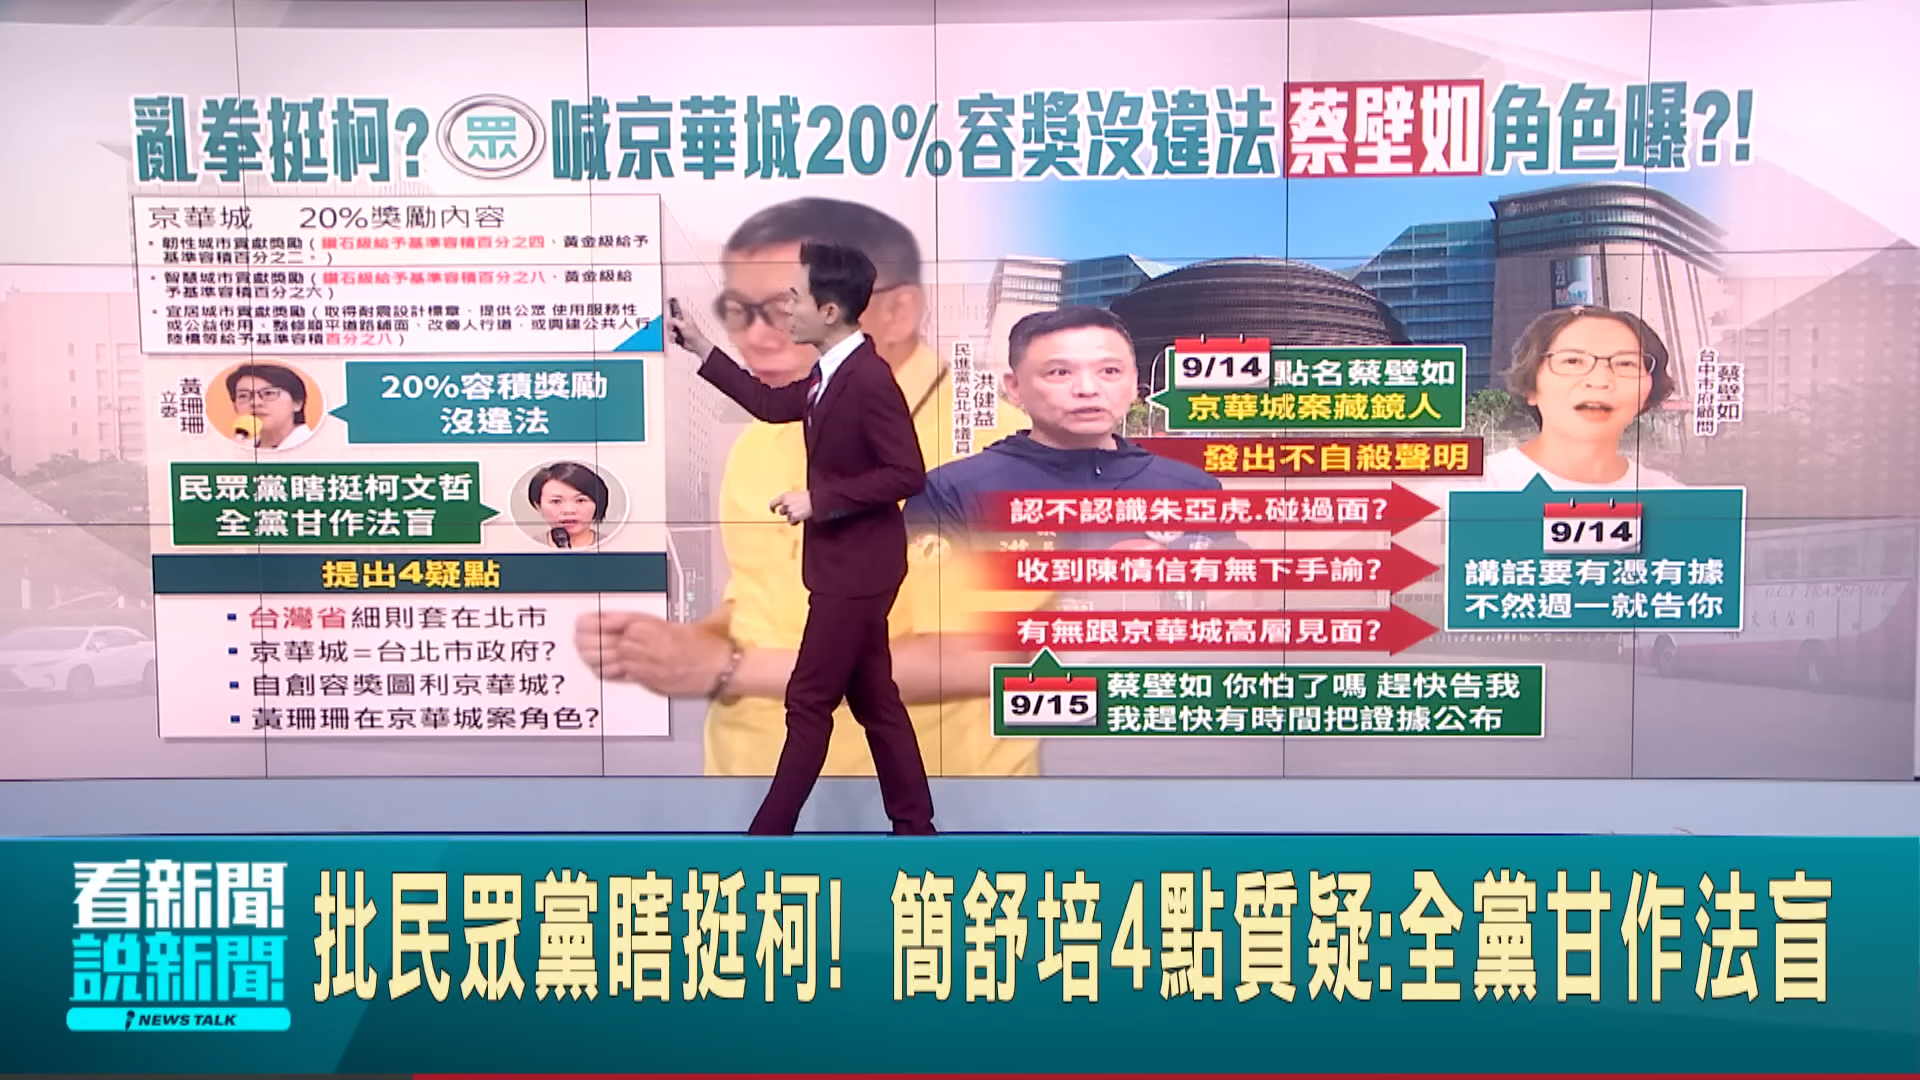 亂拳挺柯? 眾 喊京華城20%容獎沒違法 蔡壁如 角色曝?!
京華城 20%獎勵內容
• 韌性城市貢獻獎勵(鑽石級給予基準容積百分之四、黃金級給予
基準容積百分之二。)
• 智慧城市貢獻獎勵(鑽石級給予基準容積百分之八、黃金級給
予基準容積百分之六)
• 宜居城市貢獻獎勵(取得耐震設計標章、提供公眾 使用服務性
或公益使用、整修順平道路鋪面、改善人行道,或興建公共人行
陸橋等給予基準容積百分之八)
立委
黃珊珊
20%容積獎勵
沒違法
民眾黨瞎挺柯文哲
全黨甘作法盲
提出4疑點
▪ 台灣省細則套在北市
▪ 京華城=台北市政府?
▪ 自創容獎圖利京華城?
▪ 黃珊珊在京華城案角色?
民進黨台北市議員
洪健益
9/14 點名蔡壁如
京華城案藏鏡人
發出不自殺聲明
台中市府顧問
蔡壁如
認不認識朱亞虎.碰過面?
收到陳情信有無下手諭?
有無跟京華城高層見面?
9/14
講話要有憑有據
不然週一就告你
9/15
蔡壁如 你怕了嗎 趕快告我
我趕快有時間把證據公布
看新聞
說新聞
NEWS TALK
批民眾黨瞎挺柯! 簡舒培4點質疑:全黨甘作法盲